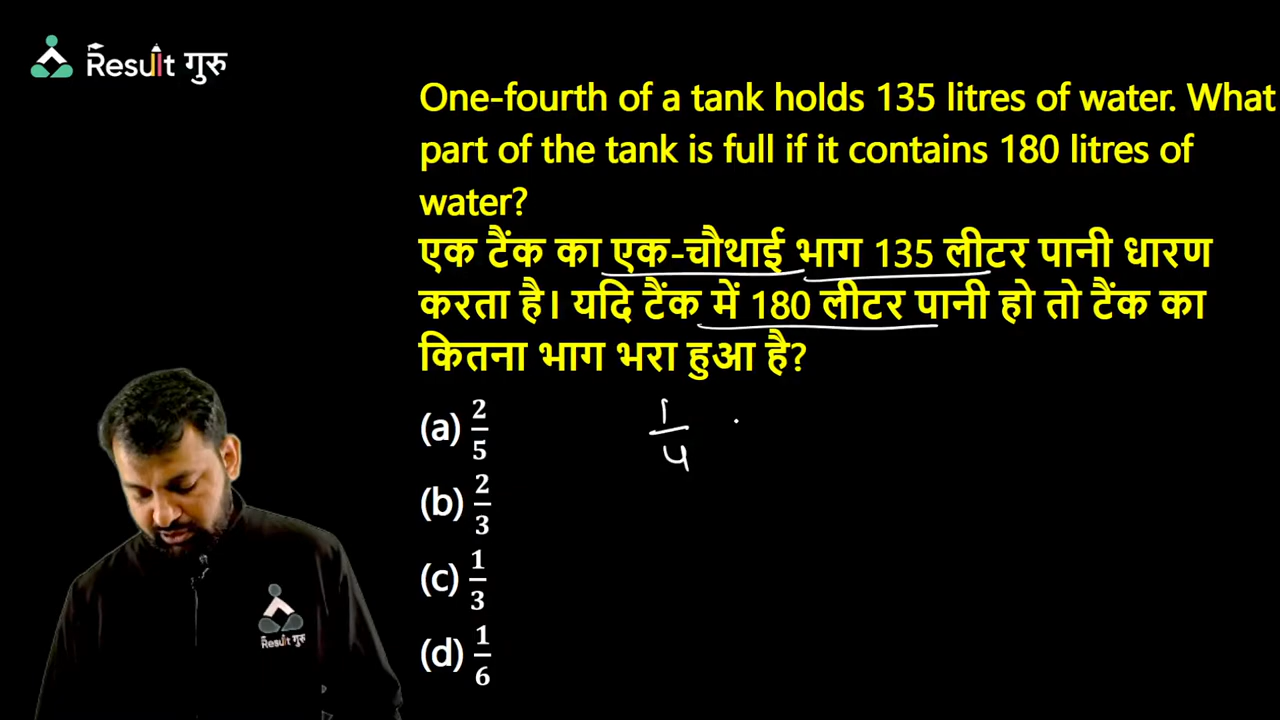 Result गुरु
One-fourth of a tank holds 135 litres of water. What
part of the tank is full if it contains 180 litres of
water?
एक टैंक का एक-चौथाई भाग 135 लीटर पानी धारण
करता है। यदि टैंक में 180 लीटर पानी हो तो टैंक का
कितना भाग भरा हुआ है?
(a) 2/5
(b) 2/3
(c) 1/3
(d) 1/6
1/4
Result गुरु